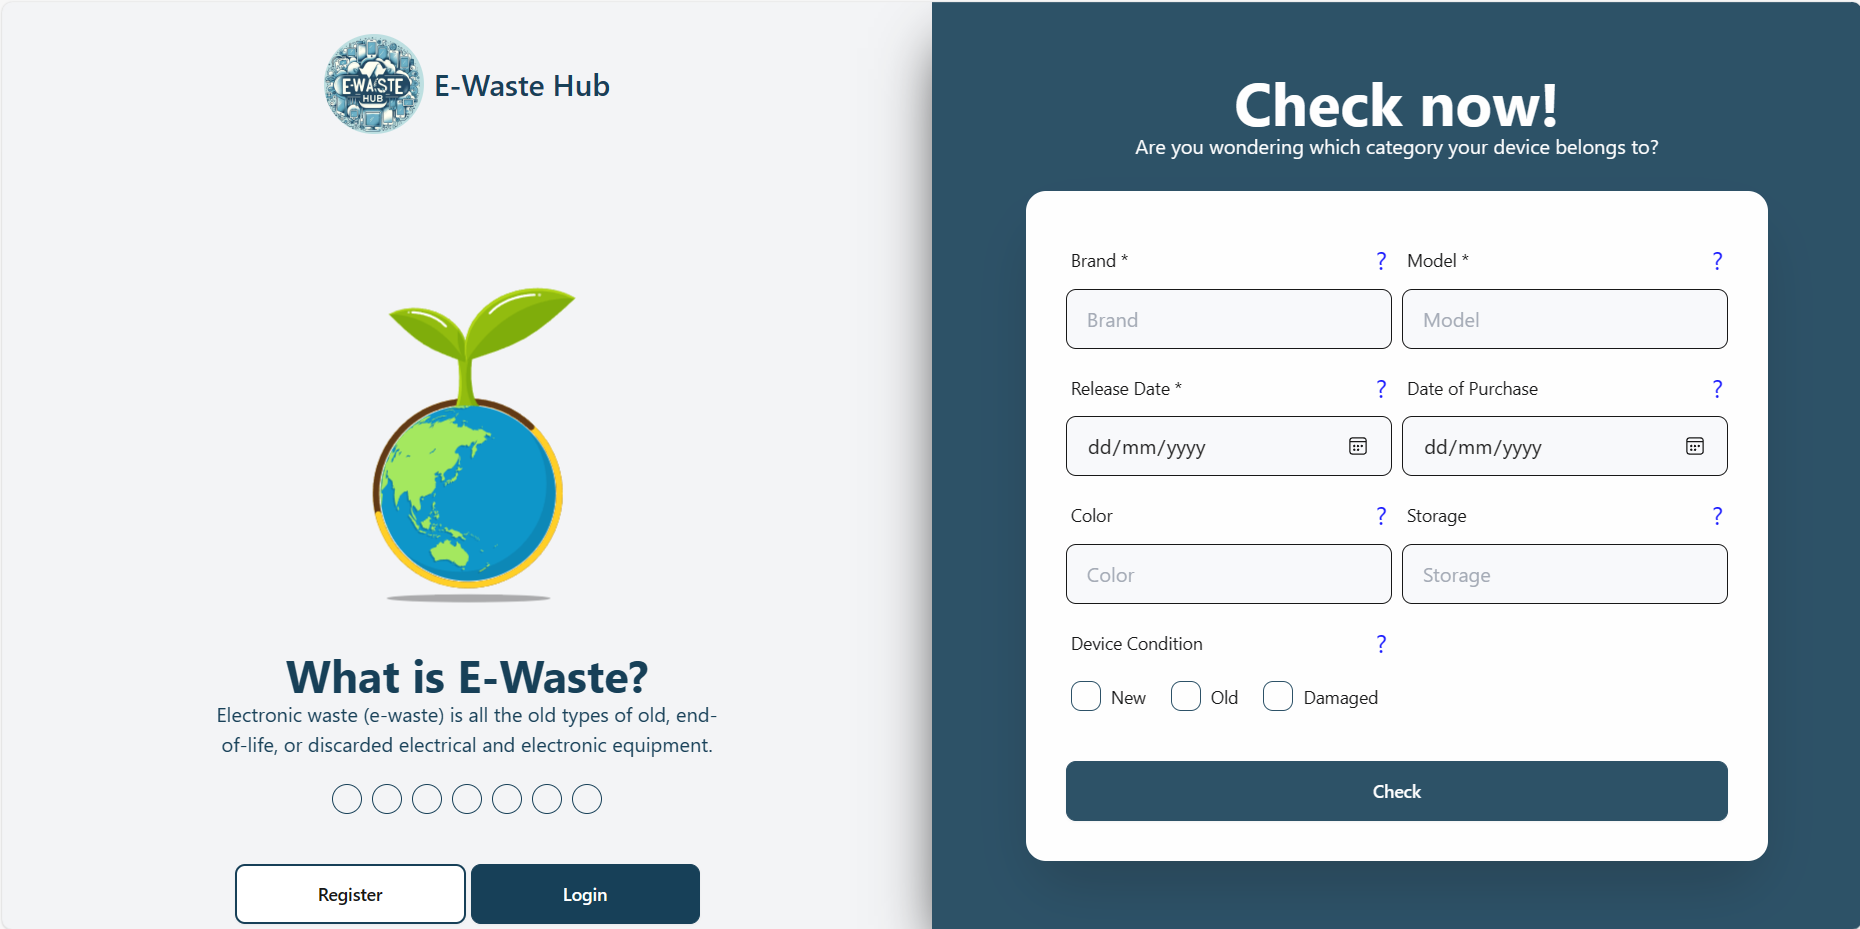 E-WASTE
HUB
E-Waste Hub
What is E-Waste?
Electronic waste (e-waste) is all the old types of old, end-
of-life, or discarded electrical and electronic equipment.
Register
Login
Check now!
Are you wondering which category your device belongs to?
Brand * ? Model * ?
Brand Model
Release Date * ? Date of Purchase ?
dd/mm/yyyy dd/mm/yyyy
Color ? Storage ?
Color Storage
Device Condition ?
New Old Damaged
Check